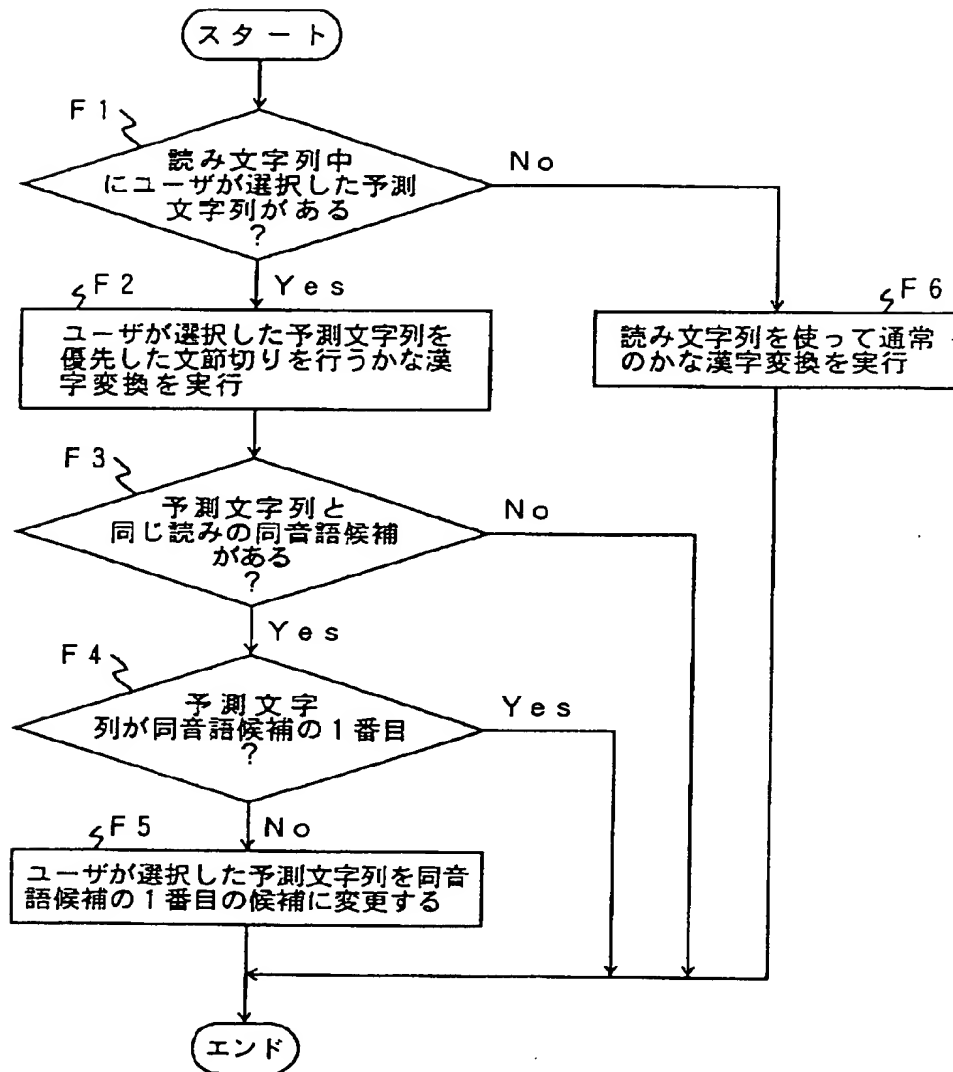 スタート
F1
読み文字列中
にユーザが選択した予測
文字列がある
?
No
Yes
F2
ユーザが選択した予測文字列を
優先した文節切りを行うかな漢
字変換を実行
F6
読み文字列を使って通常
のかな漢字変換を実行
F3
予測文字列と
同じ読みの同音語候補
がある
?
No
Yes
F4
予測文字
列が同音語候補の1番目
?
Yes
No
F5
ユーザが選択した予測文字列を同音
語候補の1番目の候補に変更する
エンド